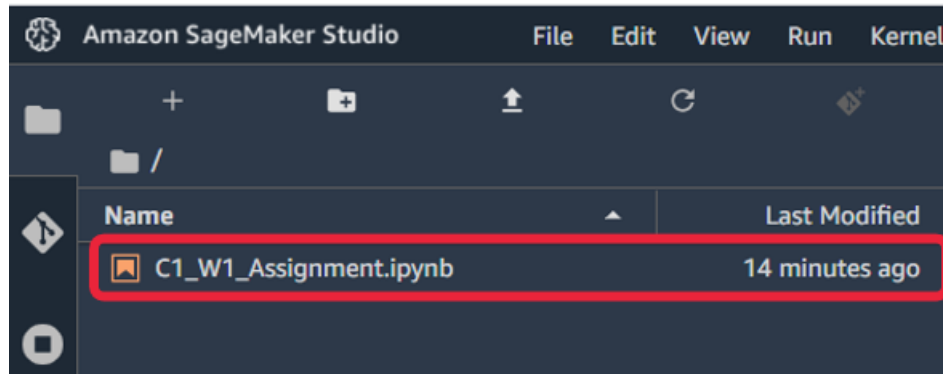 Amazon SageMaker Studio File Edit View Run Kernel
/
Name Last Modified
C1_W1_Assignment.ipynb 14 minutes ago